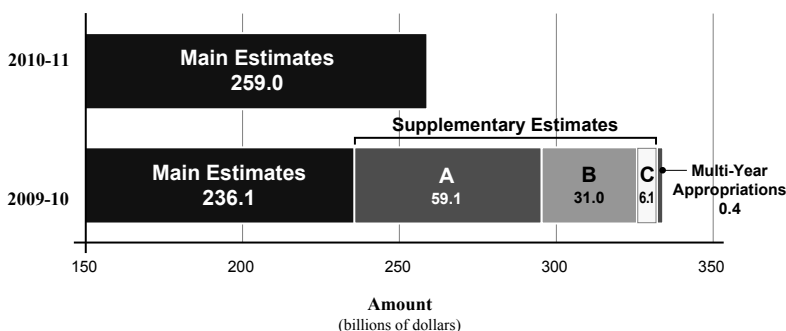 2010-11
Main Estimates
259.0
Supplementary Estimates
2009-10
Main Estimates
236.1
A
59.1
B
31.0
C
6.1
Multi-Year
Appropriations
0.4
150
200
250
300
350
Amount
(billions of dollars)